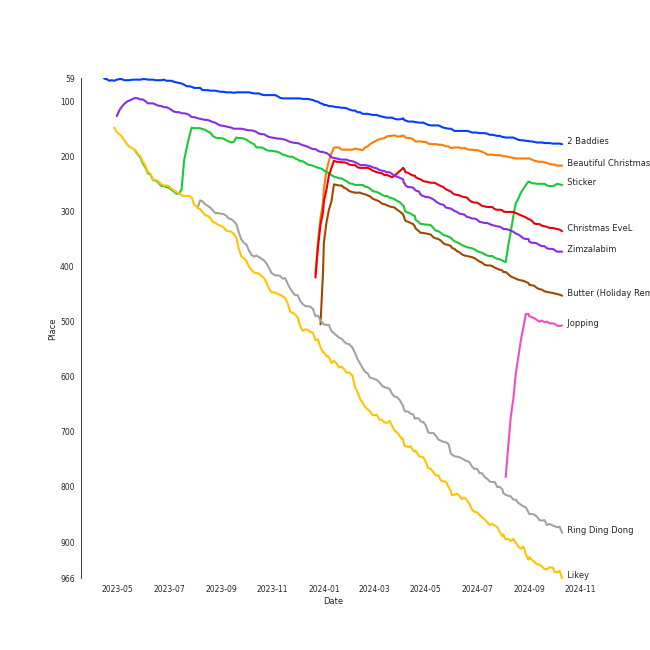 59
100
200
300
400
500
600
700
800
900
966
Place
2023-05
2023-07
2023-09
2023-11
2024-01
2024-03
2024-05
2024-07
2024-09
2024-11
Date
2 Baddies
Beautiful Christmas
Sticker
Christmas EveL
Zimzalabim
Butter (Holiday Rem
Jopping
Ring Ding Dong
Likey